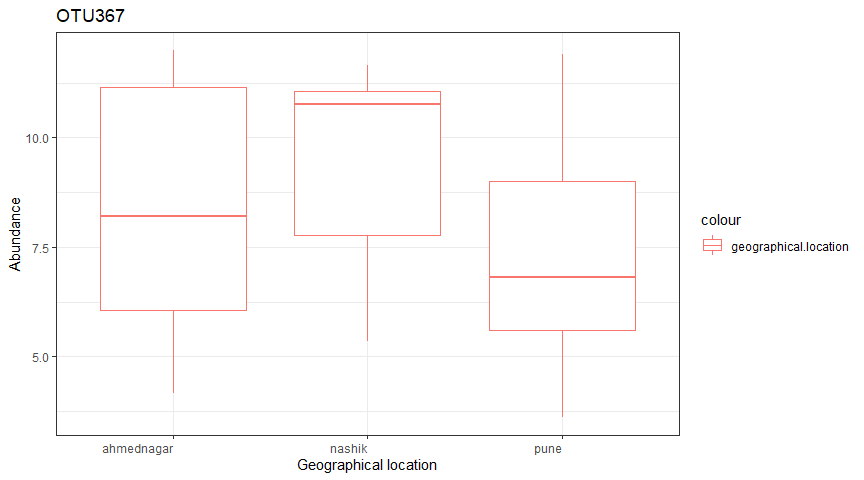 OTU367
10.0
7.5
5.0
Abundance
ahmednagar
nashik
pune
Geographical location
colour
geographical.location